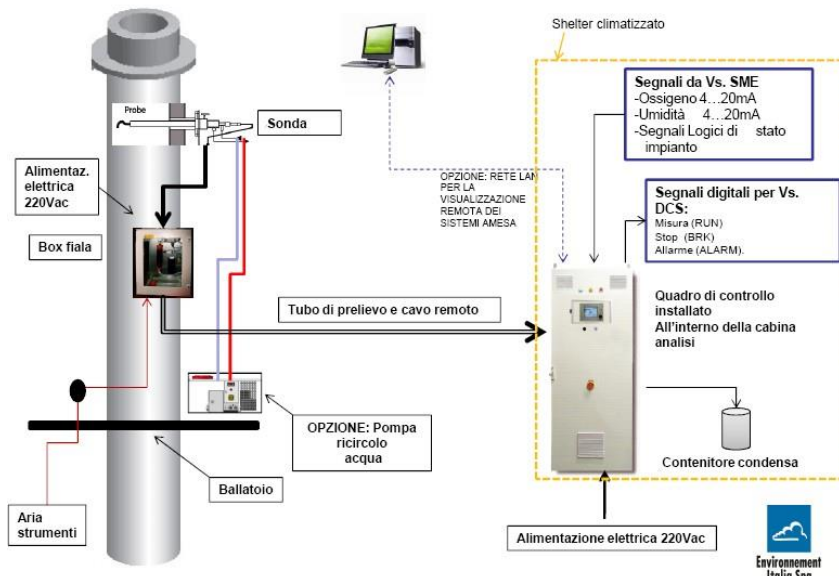 Shelter climatizzato
Probe
Sonda
Segnali da Vs. SME
-Ossigeno 4…20mA
-Umidità 4…20mA
-Segnali Logici di stato
impianto
Alimentaz.
elettrica
220Vac
OPZIONE: RETE LAN
PER LA
VISUALIZZAZIONE
REMOTA DEI
SISTEMI AMESA
Segnali digitali per Vs.
DCS:
Misura (RUN)
Stop (BRK)
Allarme (ALARM).
Box fiala
Tubo di prelievo e cavo remoto
Quadro di controllo
installato
All'interno della cabina
analisi
OPZIONE: Pompa
ricircolo
acqua
Contenitore condensa
Ballatoio
Aria
strumenti
Alimentazione elettrica 220Vac
Environnement
Italia Spa